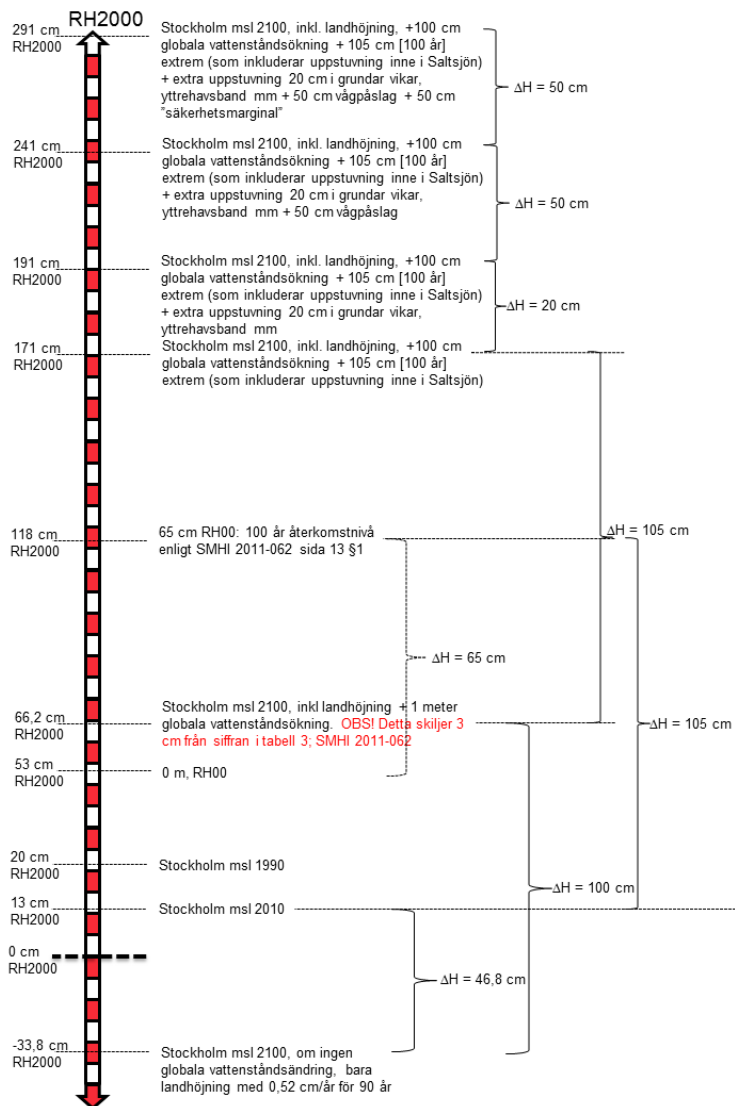 RH2000
291 cm
RH2000
Stockholm msl 2100, inkl. landhöjning, +100 cm
globala vattenståndsökning + 105 cm [100 år]
extrem (som inkluderar uppstuvning inne i Saltsjön)
+ extra uppstuvning 20 cm i grundar vikar,
yttrehavsband mm + 50 cm vågpåslag + 50 cm
”säkerhetsmarginal”
∆H = 50 cm
241 cm
RH2000
Stockholm msl 2100, inkl. landhöjning, +100 cm
globala vattenståndsökning + 105 cm [100 år]
extrem (som inkluderar uppstuvning inne i Saltsjön)
+ extra uppstuvning 20 cm i grundar vikar,
yttrehavsband mm + 50 cm vågpåslag
∆H = 50 cm
191 cm
RH2000
Stockholm msl 2100, inkl. landhöjning, +100 cm
globala vattenståndsökning + 105 cm [100 år]
extrem (som inkluderar uppstuvning inne i Saltsjön)
+ extra uppstuvning 20 cm i grundar vikar,
yttrehavsband mm
∆H = 20 cm
171 cm
RH2000
Stockholm msl 2100, inkl. landhöjning, +100 cm
globala vattenståndsökning + 105 cm [100 år]
extrem (som inkluderar uppstuvning inne i Saltsjön)
∆H = 105 cm
118 cm
RH2000
65 cm RH00: 100 år återkomstnivå
enligt SMHI 2011-062 sida 13 §1
∆H = 65 cm
66,2 cm
RH2000
Stockholm msl 2100, inkl landhöjning + 1 meter
globala vattenståndsökning. OBS! Detta skiljer 3
cm från siffran i tabell 3; SMHI 2011-062
∆H = 105 cm
53 cm
RH2000
0 m, RH00
20 cm
RH2000
Stockholm msl 1990
∆H = 100 cm
13 cm
RH2000
Stockholm msl 2010
0 cm
RH2000
∆H = 46,8 cm
-33,8 cm
RH2000
Stockholm msl 2100, om ingen
globala vattenståndsändring, bara
landhöjning med 0,52 cm/år för 90 år